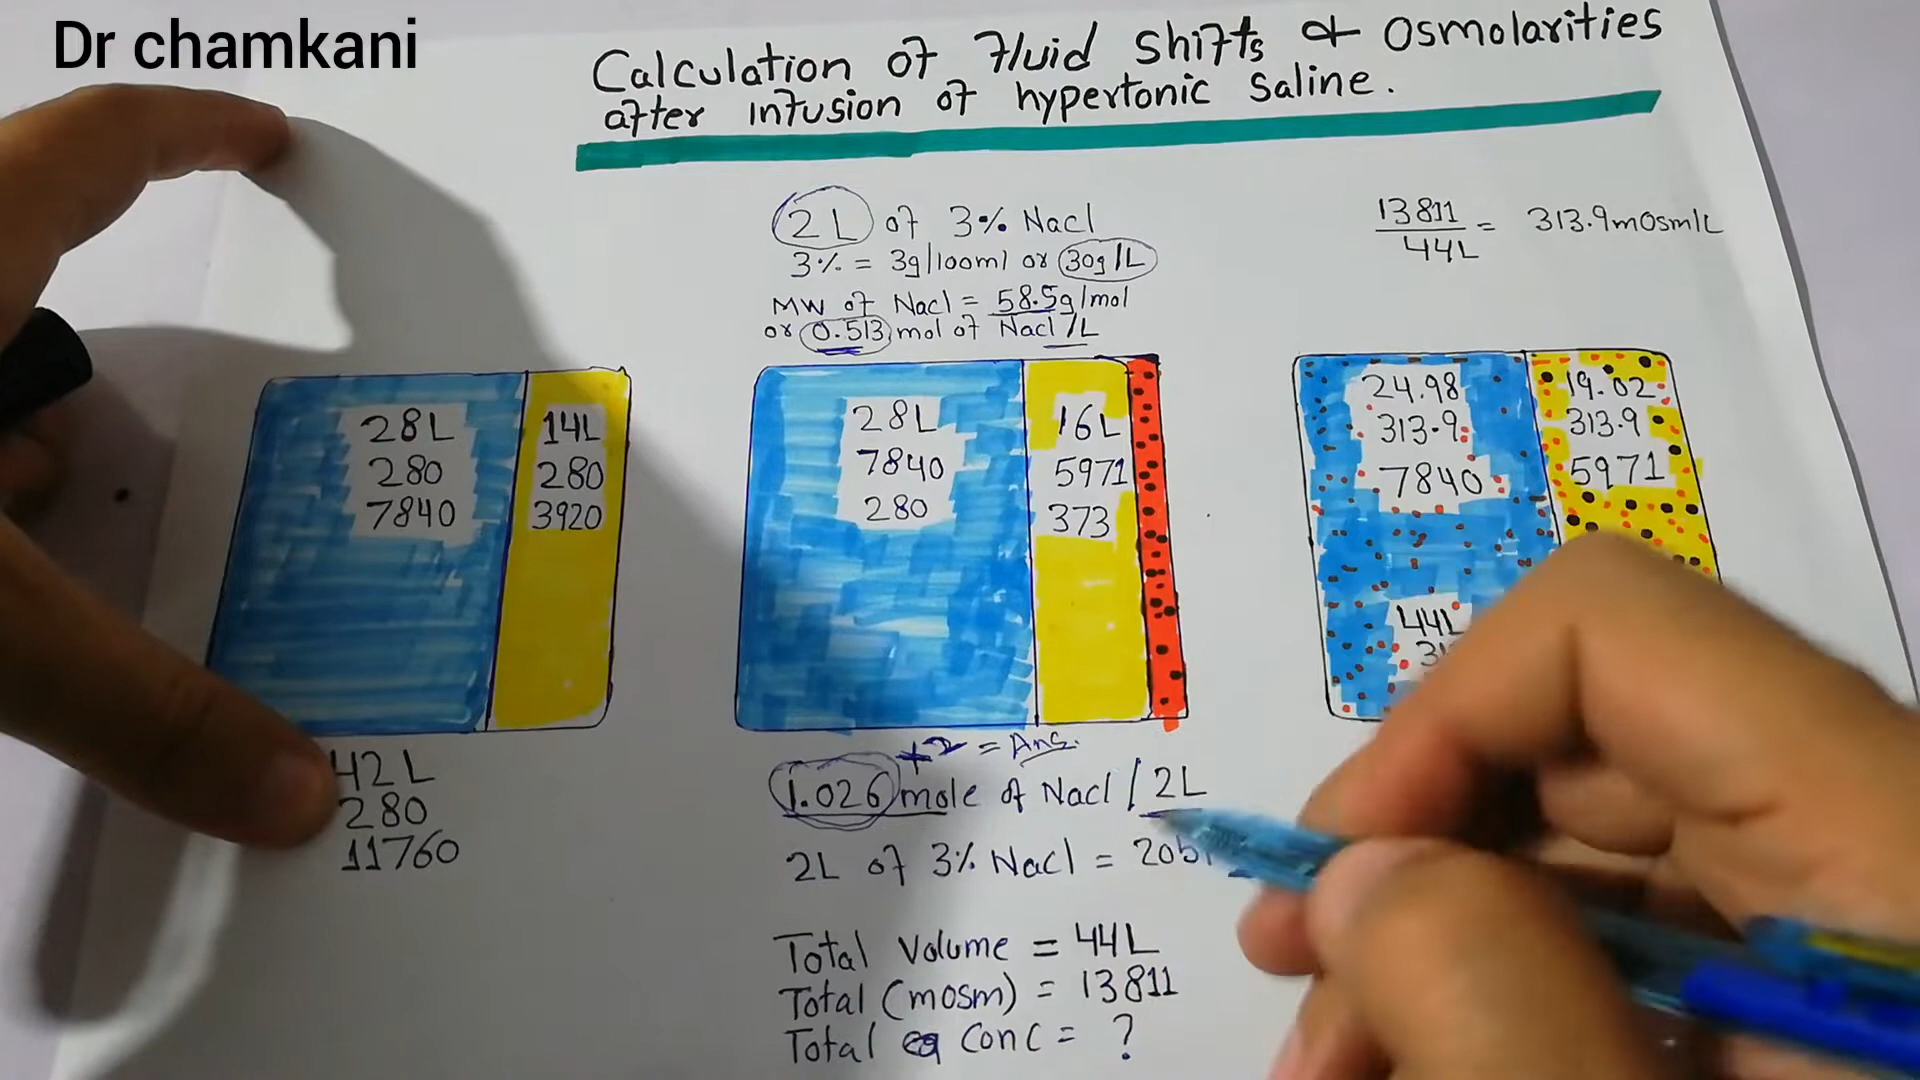 Dr chamkani
Calculation of Fluid Shifts & Osmolarities
after infusion of hypertonic Saline.
2L of 3% Nacl
3% = 3g/100ml or 30g/L
MW of Nacl = 58.5g/mol
or 0.513 mol of Nacl/L
13811
44L
= 313.9mOsm/L
28L
280
7840
14L
280
3920
28L
7840
280
16L
5971
373
24.98
313.9
7840
19.02
313.9
5971
44L
42L
280
11760
= Ans.
1.026 mole of Nacl / 2L
2L of 3% Nacl =
Total Volume = 44L
Total (mosm) = 13811
Total Conc = ?